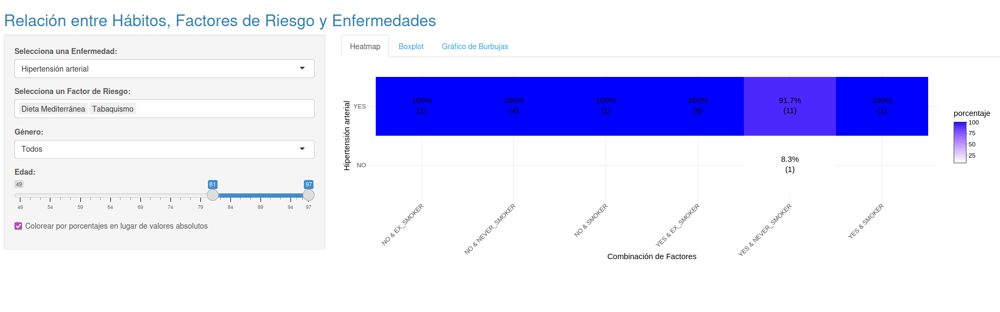 Relación entre Hábitos, Factores de Riesgo y Enfermedades
Selecciona una Enfermedad:
Hipertensión arterial
Selecciona un Factor de Riesgo:
Dieta Mediterránea Tabaquismo
Género:
Todos
Edad:
49 81 97
49 54 59 64 69 74 79 84 89 94 97
Colorear por porcentajes en lugar de valores absolutos
Heatmap Boxplot Gráfico de Burbujas
Hipertensión arterial
YES
100% 100% 100% 100% 91.7% 100%
(1) (4) (1) (6) (11) (1)
NO
8.3%
(1)
NO & EX_SMOKER
NO & NEVER_SMOKER
NO & SMOKER
YES & EX_SMOKER
YES & NEVER_SMOKER
YES & SMOKER
Combinación de Factores
porcentaje
100
75
50
25